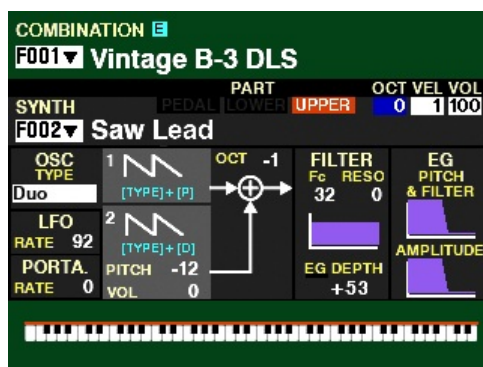 COMBINATION E
F001▼ Vintage B-3 DLS
PART OCT VEL VOL
SYNTH PEDAL LOWER UPPER 0 1 100
F002▼ Saw Lead
OSC TYPE
Duo
LFO
RATE 92
PORTA.
RATE 0
1
[TYPE]+[P]
2
[TYPE]+[D]
PITCH -12
VOL 0
OCT -1
FILTER
Fc RESO
32 0
EG DEPTH
+53
EG
PITCH
& FILTER
AMPLITUDE